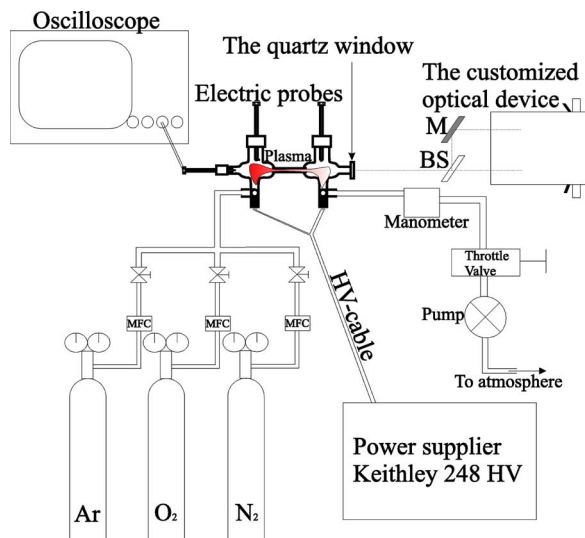 Oscilloscope
The quartz window
The customized
optical device
Electric probes
M
Plasma
BS
Manometer
Throttle
Valve
HV-cable
MFC
MFC
MFC
Pump
To atmosphere
Power supplier
Keithley 248 HV
Ar
O₂
N₂